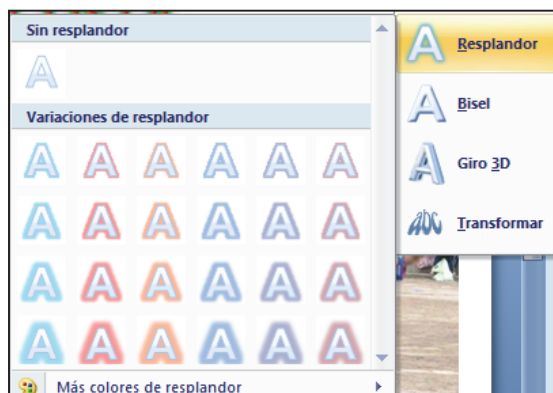 Sin resplandor
Variaciones de resplandor
Más colores de resplandor
Resplandor
Bisel
Giro 3D
Transformar